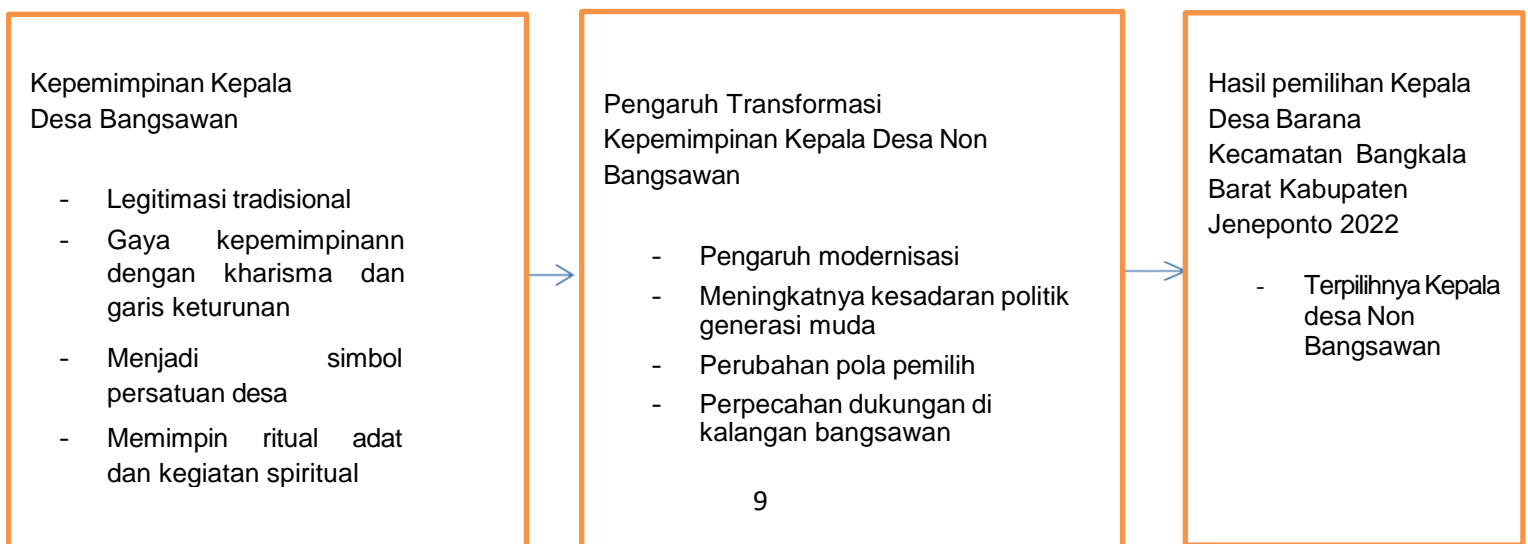 Kepemimpinan Kepala
Desa Bangsawan
- Legitimasi tradisional
- Gaya kepemimpinann
dengan kharisma dan
garis keturunan
- Menjadi simbol
persatuan desa
- Memimpin ritual adat
dan kegiatan spiritual
Pengaruh Transformasi
Kepemimpinan Kepala Desa Non
Bangsawan
- Pengaruh modernisasi
- Meningkatnya kesadaran politik
generasi muda
- Perubahan pola pemilih
- Perpecahan dukungan di
kalangan bangsawan
9
Hasil pemilihan Kepala
Desa Barana
Kecamatan Bangkala
Barat Kabupaten
Jeneponto 2022
- Terpilihnya Kepala
desa Non
Bangsawan